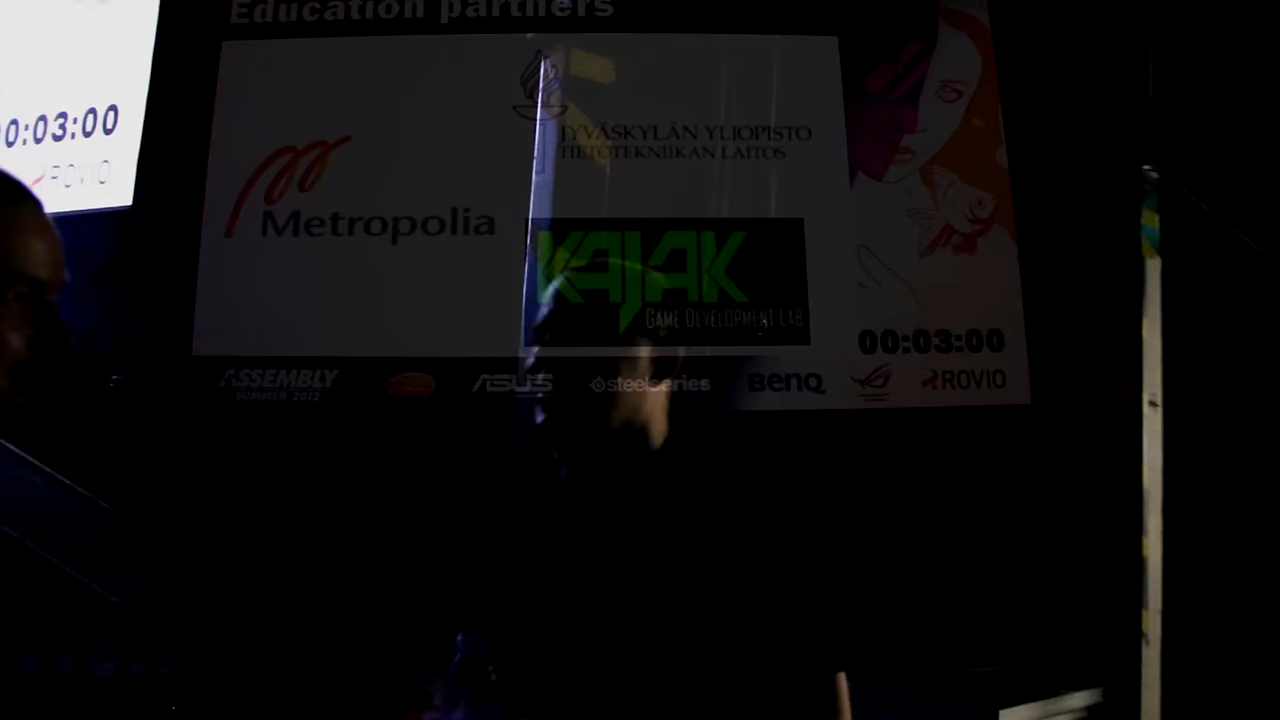 Education partners
0:03:00
ROVIO
JYVÄSKYLÄN YLIOPISTO
TIETOTEKNIIKAN LAITOS
Metropolia
KAJAK
GAME DEVELOPMENT LAB
00:03:00
ASSEMBLY
SUMMER 2012
ASUS
steelseries
BenQ
ROVIO